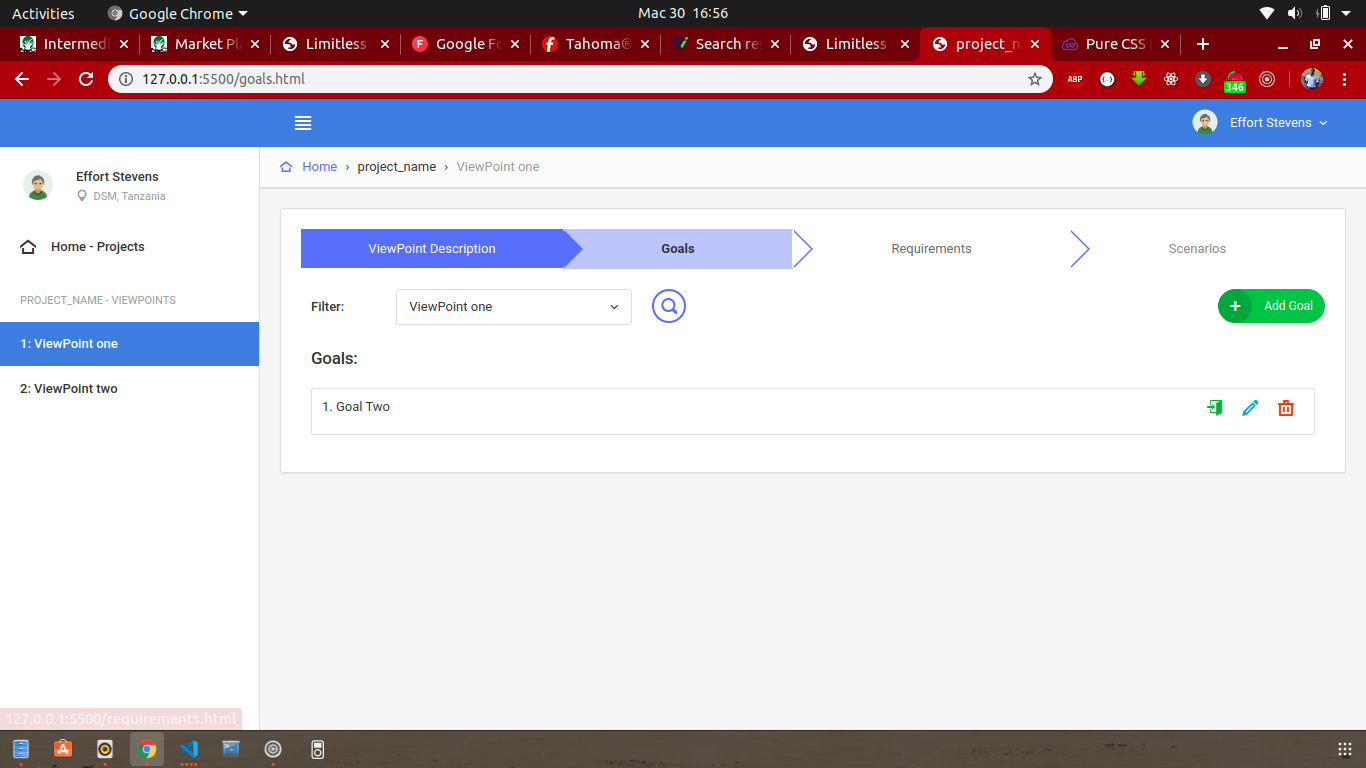 Activities Google Chrome Mac 30 16:56
Intermedi Market Pl Limitless - Google Fo Tahoma® Search res Limitless project_n Pure CSS
127.0.0.1:5500/goals.html ABP 346
Effort Stevens
Effort Stevens
DSM, Tanzania
Home - Projects
PROJECT_NAME - VIEWPOINTS
1: ViewPoint one
2: ViewPoint two
Home › project_name › ViewPoint one
ViewPoint Description Goals Requirements Scenarios
Filter: ViewPoint one + Add Goal
Goals:
1. Goal Two
127.0.0.1:5500/requirements.html